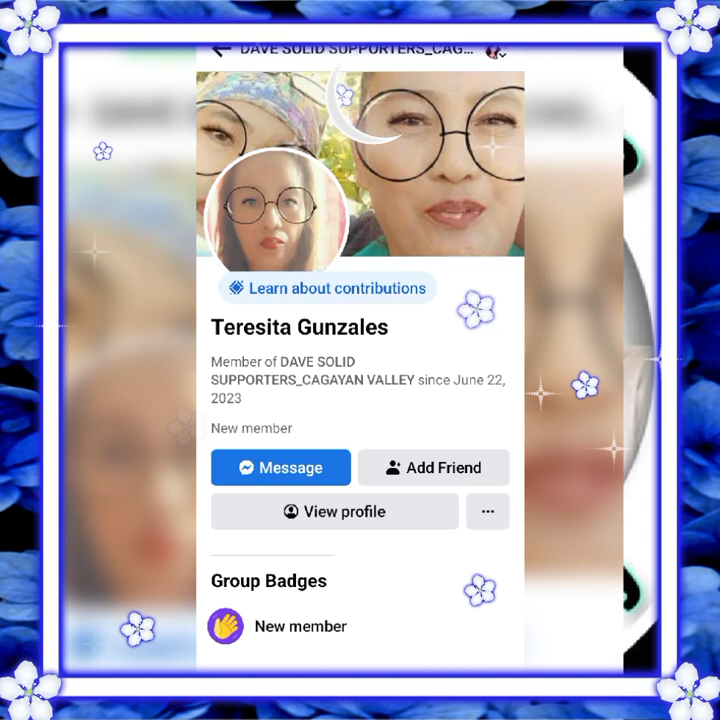 DAVE SOLID SUPPORTERS_CAG...
Learn about contributions
Teresita Gunzales
Member of DAVE SOLID
SUPPORTERS_CAGAYAN VALLEY since June 22,
2023
New member
Message
Add Friend
View profile
Group Badges
New member